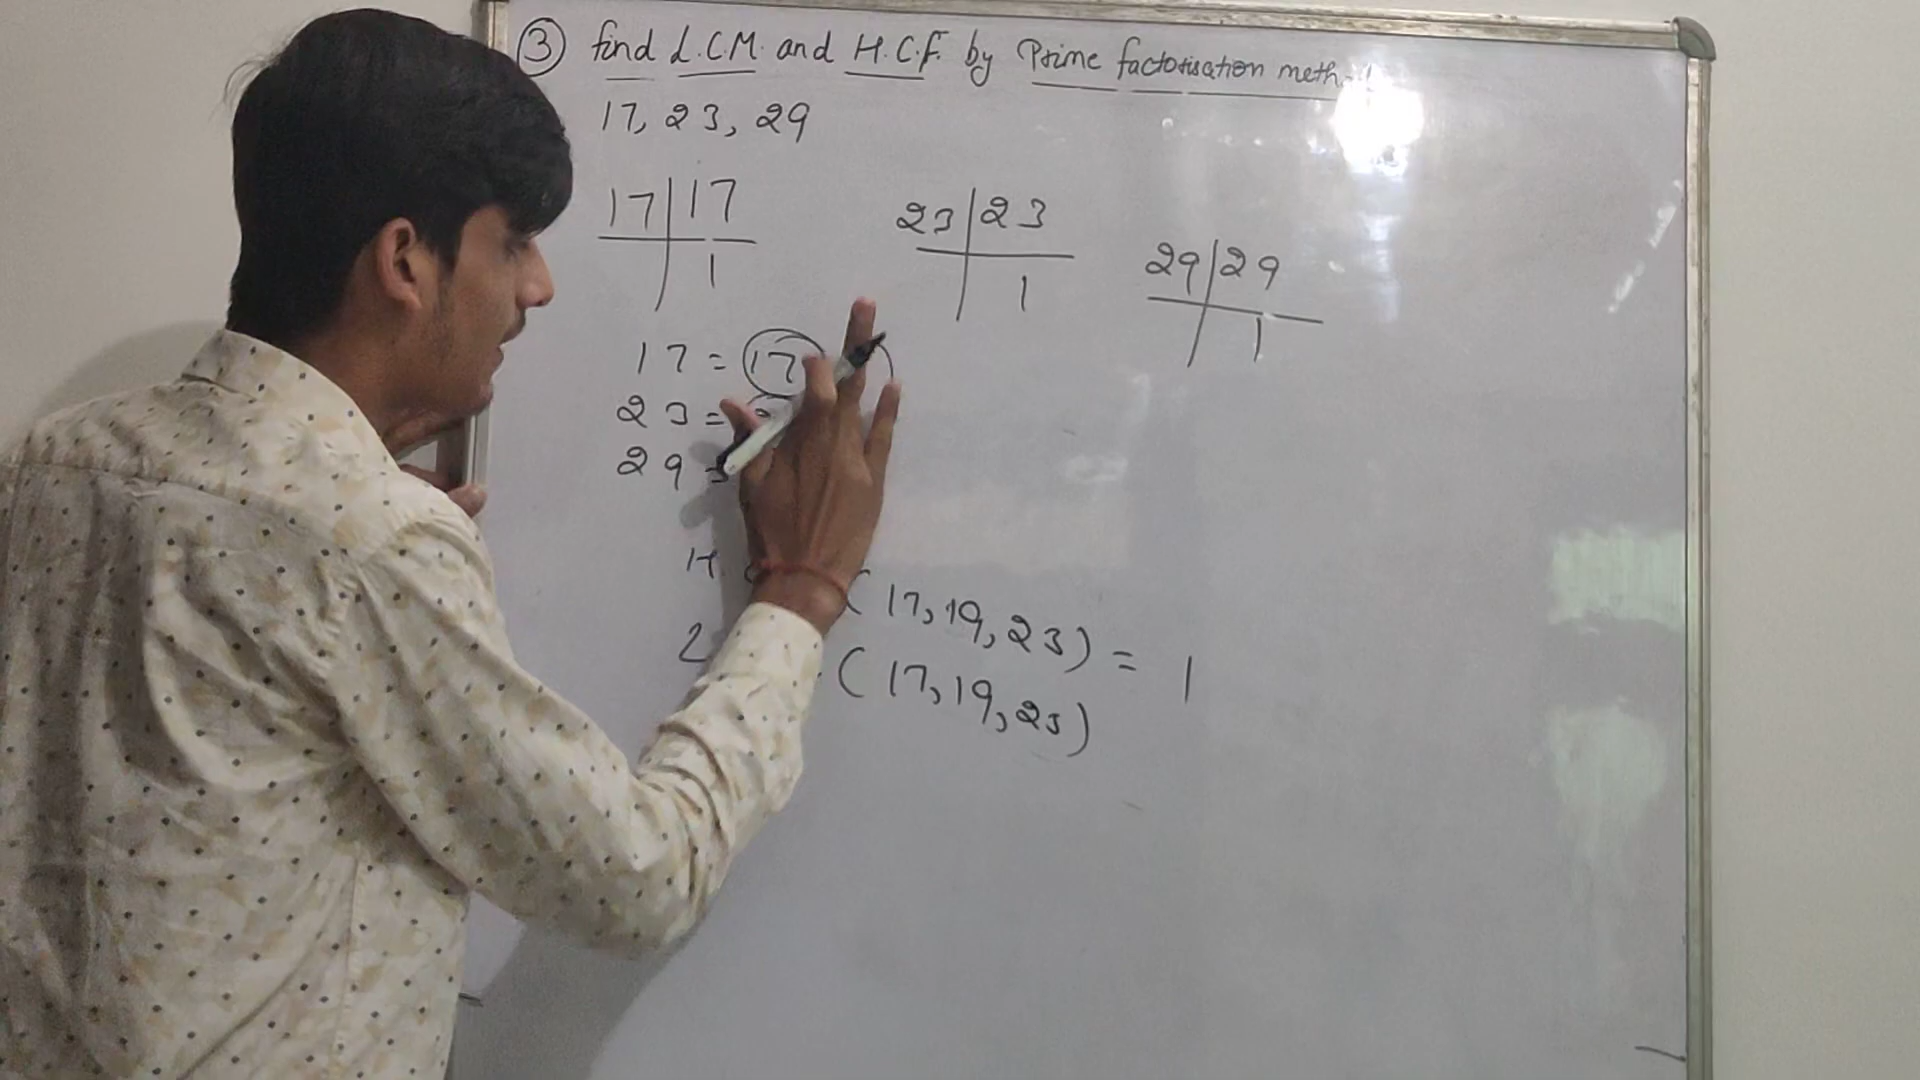 ③ find L.C.M. and H.C.F. by Prime factorisation
17, 23, 29
17 | 17
1
23 | 23
1
29 | 29
1
17 = 17
23 =
29 =
H. (17, 19, 23) = 1
(17, 19, 23)